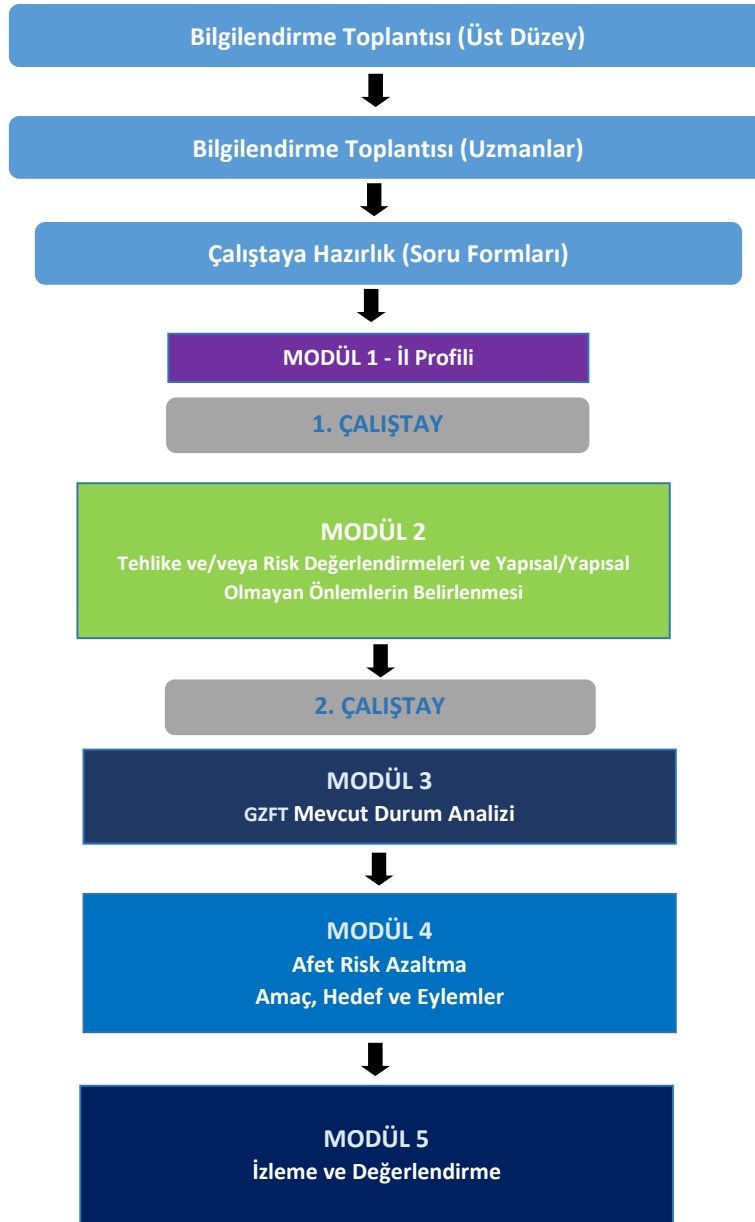 Bilgilendirme Toplantısı (Üst Düzey)
Bilgilendirme Toplantısı (Uzmanlar)
Çalıştaya Hazırlık (Soru Formları)
MODÜL 1 - İl Profili
1. ÇALIŞTAY
MODÜL 2
Tehlike ve/veya Risk Değerlendirmeleri ve Yapısal/Yapısal
Olmayan Önlemlerin Belirlenmesi
2. ÇALIŞTAY
MODÜL 3
GZFT Mevcut Durum Analizi
MODÜL 4
Afet Risk Azaltma
Amaç, Hedef ve Eylemler
MODÜL 5
İzleme ve Değerlendirme